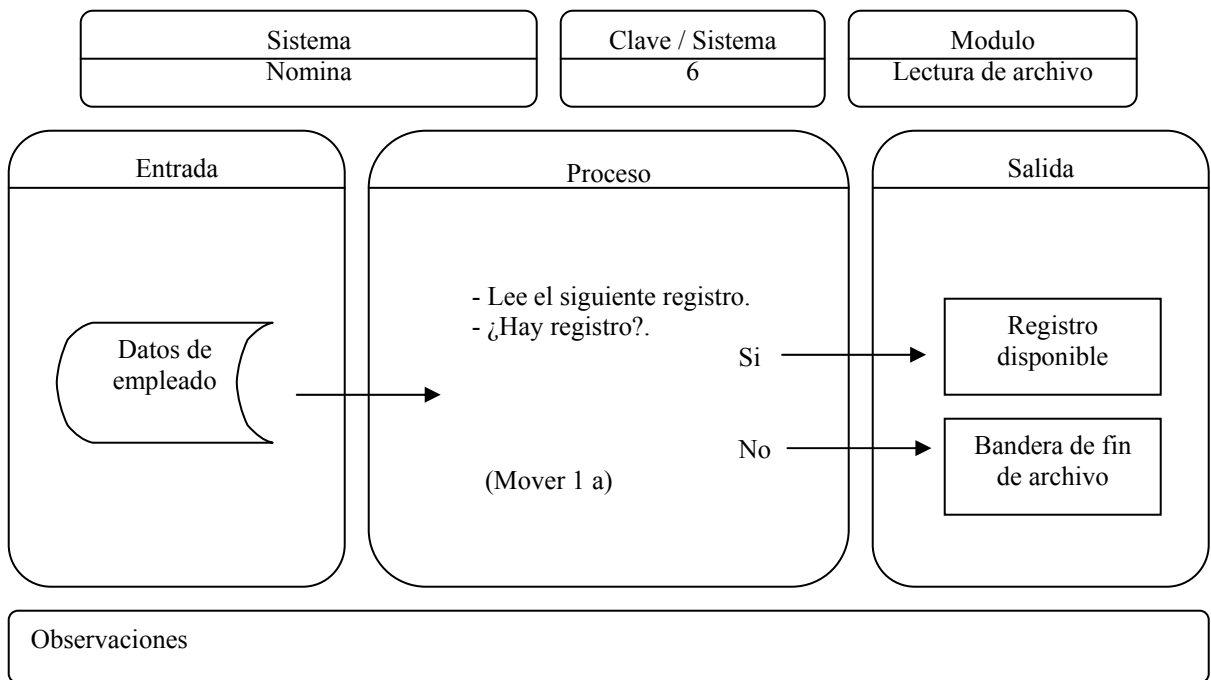 Sistema
Nomina
Clave / Sistema
6
Modulo
Lectura de archivo
Entrada
Datos de
empleado
Proceso
- Lee el siguiente registro.
- ¿Hay registro?.
Si
No
(Mover 1 a)
Salida
Registro
disponible
Bandera de fin
de archivo
Observaciones